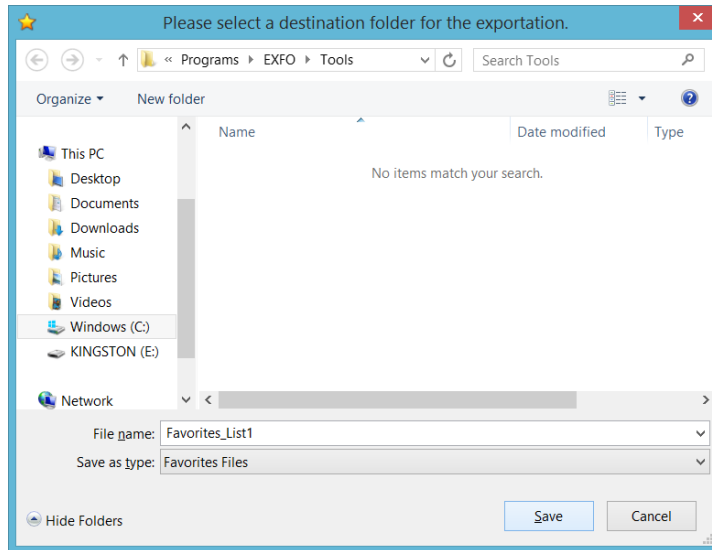 Please select a destination folder for the exportation.
« Programs EXFO Tools Search Tools
Organize New folder
Name Date modified Type
This PC
No items match your search.
Desktop
Documents
Downloads
Music
Pictures
Videos
Windows (C:)
KINGSTON (E:)
Network
File name: Favorites_List1
Save as type: Favorites Files
Hide Folders Save Cancel